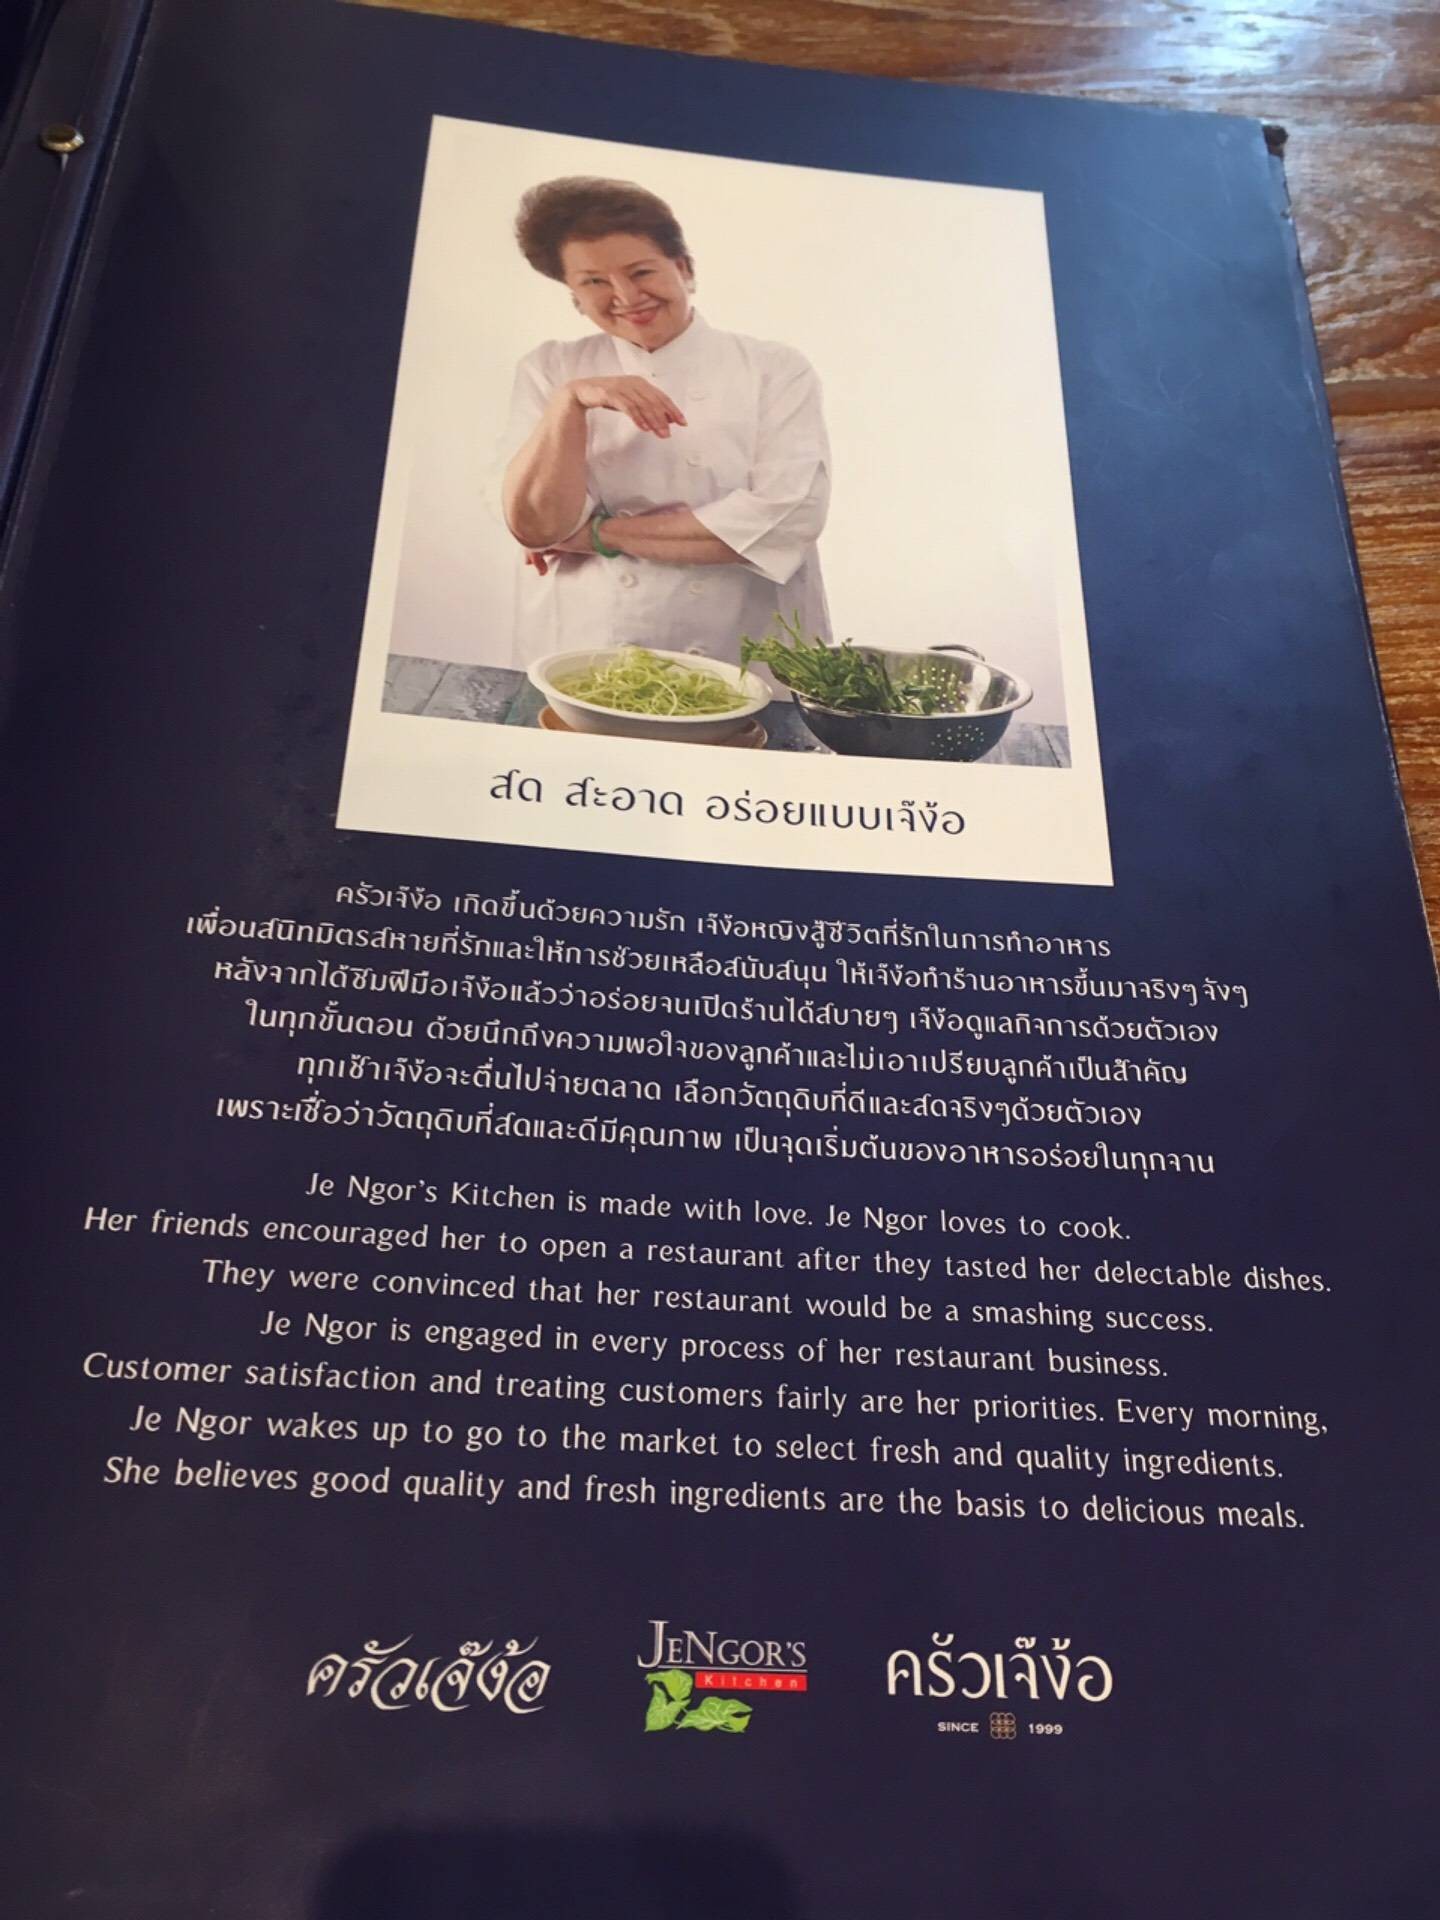 สด สะอาด อร่อยแบบเจ๊ง้อ
ครัวเจ๊ง้อ เกิดขึ้นด้วยความรัก เจ๊ง้อหญิงสู้ชีวิตที่รักในการทำอาหาร
เพื่อนสนิทมิตรสหายที่รักและให้การช่วยเหลือสนับสนุน ให้เจ๊ง้อทำร้านอาหารขึ้นมาจริงๆ จังๆ
หลังจากได้ชิมฝีมือเจ๊ง้อแล้วว่าอร่อยจนเปิดร้านได้สบายๆ เจ๊ง้อดูแลกิจการด้วยตัวเอง
ในทุกขั้นตอน ด้วยนึกถึงความพอใจของลูกค้าและไม่เอาเปรียบลูกค้าเป็นสำคัญ
ทุกเช้าเจ๊ง้อจะตื่นไปจ่ายตลาด เลือกวัตถุดิบที่ดีและสดจริงๆด้วยตัวเอง
เพราะเชื่อว่าวัตถุดิบที่สดและดีมีคุณภาพ เป็นจุดเริ่มต้นของอาหารอร่อยในทุกจาน
Je Ngor's Kitchen is made with love. Je Ngor loves to cook.
Her friends encouraged her to open a restaurant after they tasted her delectable dishes.
They were convinced that her restaurant would be a smashing success.
Je Ngor is engaged in every process of her restaurant business.
Customer satisfaction and treating customers fairly are her priorities. Every morning,
Je Ngor wakes up to go to the market to select fresh and quality ingredients.
She believes good quality and fresh ingredients are the basis to delicious meals.
ครัวเจ๊ง้อ
JENGOR'S
Kitchen
ครัวเจ๊ง้อ
SINCE 1999